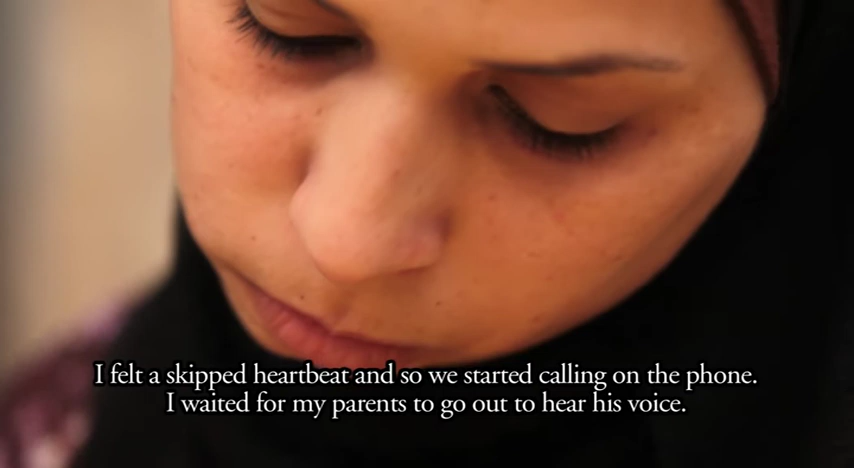 I felt a skipped heartbeat and so we started calling on the phone.
I waited for my parents to go out to hear his voice.